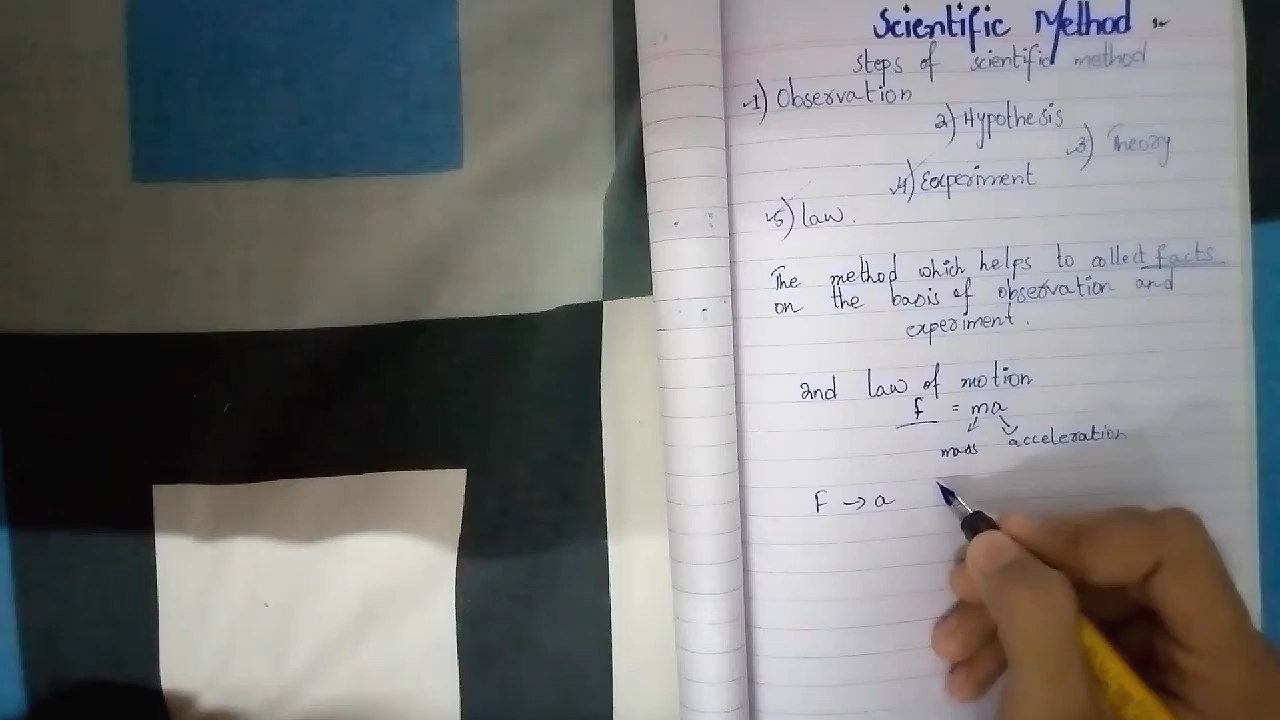 Scientific Method :-
steps of scientific method
1) Observation
2) Hypothesis
3) Theory
4) Experiment
5) law.
The method which helps to collect facts
on the basis of observation and
experiment.
2nd law of motion
f = ma
mass acceleration
F → a